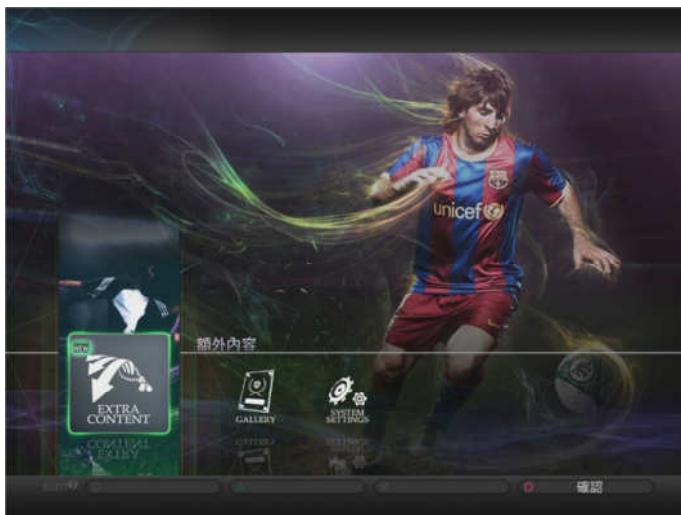 unicef
額外內容
NEW
EXTRA
CONTENT
GALLERY
SYSTEM
SETTINGS
確認